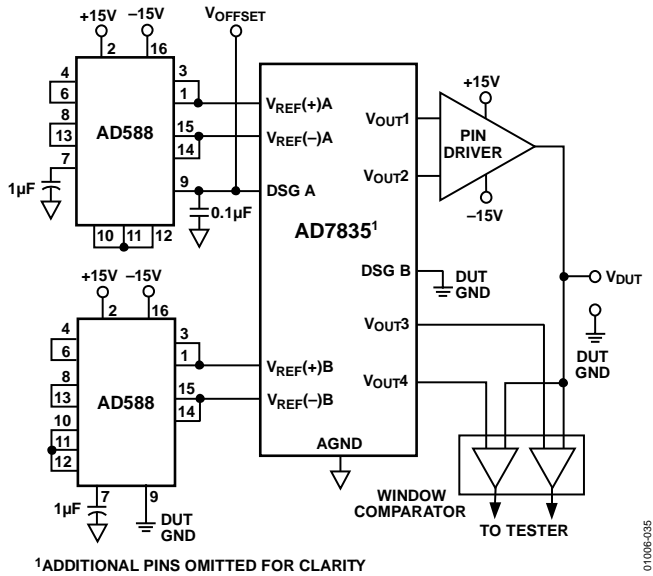 +15V −15V VOFFSET
2 16
4 3
6 1 VREF(+)A
+15V
8
13 AD588 15 VREF(−)A VOUT1
14 PIN
DRIVER
7 9 DSG A VOUT2
1µF 0.1µF −15V
10 11 12 AD7835¹
+15V −15V DSG B DUT
GND
VDUT
2 16
4 3 VOUT3 DUT
GND
6 1 VREF(+)B
8 VOUT4
13 AD588 15 VREF(−)B
10 14
11
12 AGND
7 9
1µF DUT
GND
WINDOW
COMPARATOR
TO TESTER
¹ADDITIONAL PINS OMITTED FOR CLARITY
01006-035